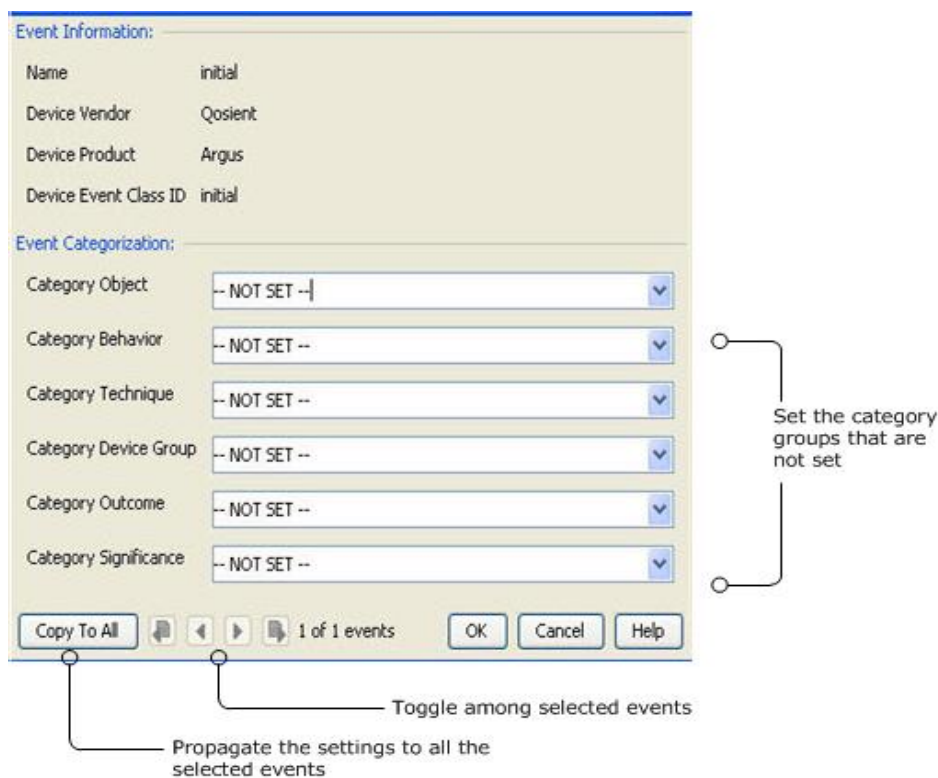 Event Information:
Name initial
Device Vendor Qosient
Device Product Argus
Device Event Class ID initial
Event Categorization:
Category Object -- NOT SET --
Category Behavior -- NOT SET --
Category Technique -- NOT SET --
Category Device Group -- NOT SET --
Category Outcome -- NOT SET --
Category Significance -- NOT SET --
Set the category
groups that are
not set
Copy To All 1 of 1 events OK Cancel Help
Toggle among selected events
Propagate the settings to all the
selected events